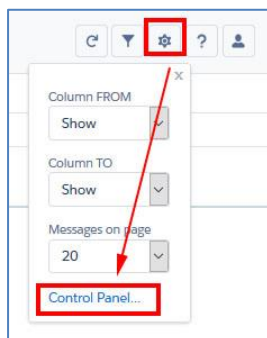 ?
x
Column FROM
Show
Column TO
Show
Messages on page
20
Control Panel...